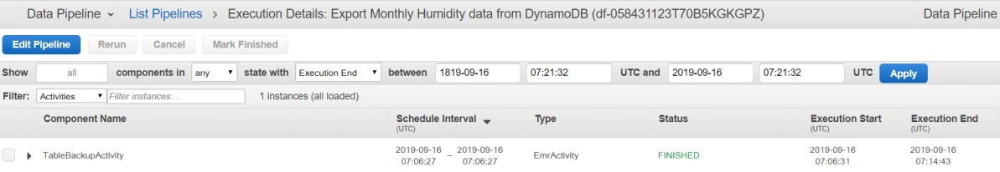 Data Pipeline List Pipelines > Execution Details: Export Monthly Humidity data from DynamoDB (df-058431123T70B5KGKGPZ) Data Pipeline
Edit Pipeline Rerun Cancel Mark Finished
Show all components in any state with Execution End between 1819-09-16 07:21:32 UTC and 2019-09-16 07:21:32 UTC Apply
Filter: Activities Filter instances ... 1 instances (all loaded)
Component Name Schedule Interval Type Status Execution Start Execution End
(UTC) (UTC) (UTC)
TableBackupActivity 2019-09-16 – 2019-09-16 EmrActivity FINISHED 2019-09-16 2019-09-16
07:06:27 07:06:27 07:06:31 07:14:43